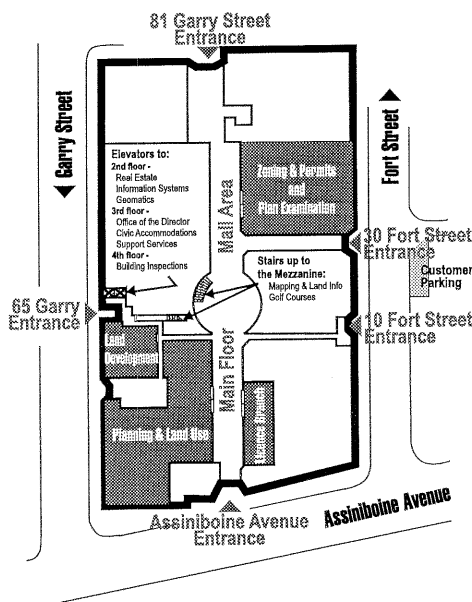 81 Garry Street
Entrance
Garry Street
Fort Street
Elevators to:
2nd floor -
Real Estate
Information Systems
Geomatics
3rd floor -
Office of the Director
Civic Accommodations
Support Services
4th floor -
Building Inspections
Mall Area
Zoning & Permits
and
Plan Examination
30 Fort Street
Entrance
Customer
Parking
Stairs up to
the Mezzanine:
Mapping & Land Info
Golf Courses
65 Garry
Entrance
10 Fort Street
Entrance
Land
Development
Main Floor
Planning & Land Use
Licence Branch
Assiniboine Avenue
Entrance
Assiniboine Avenue